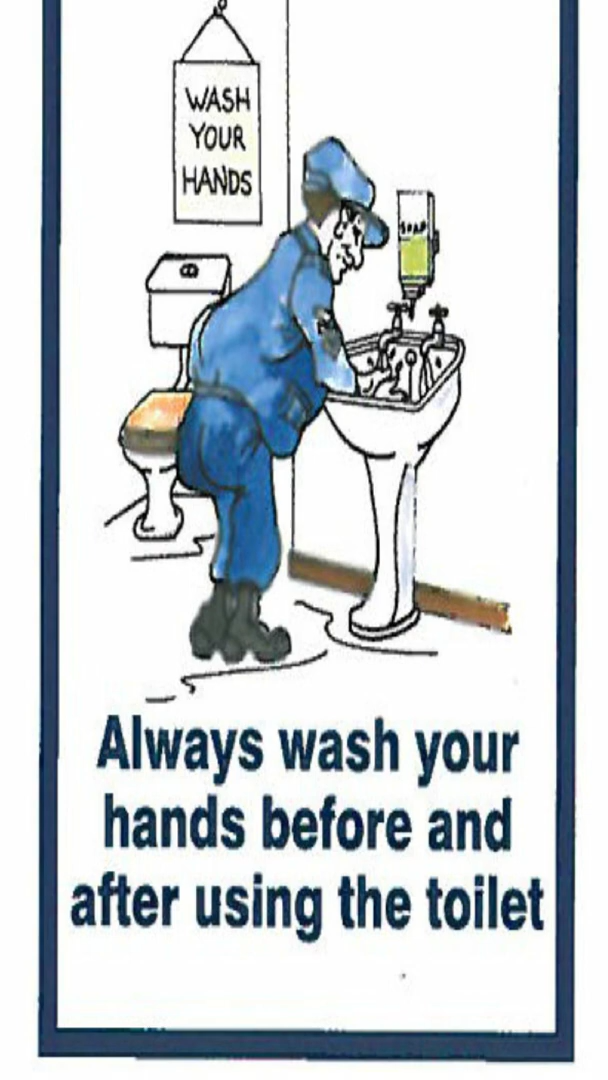 WASH
YOUR
HANDS
SOAP
Always wash your
hands before and
after using the toilet